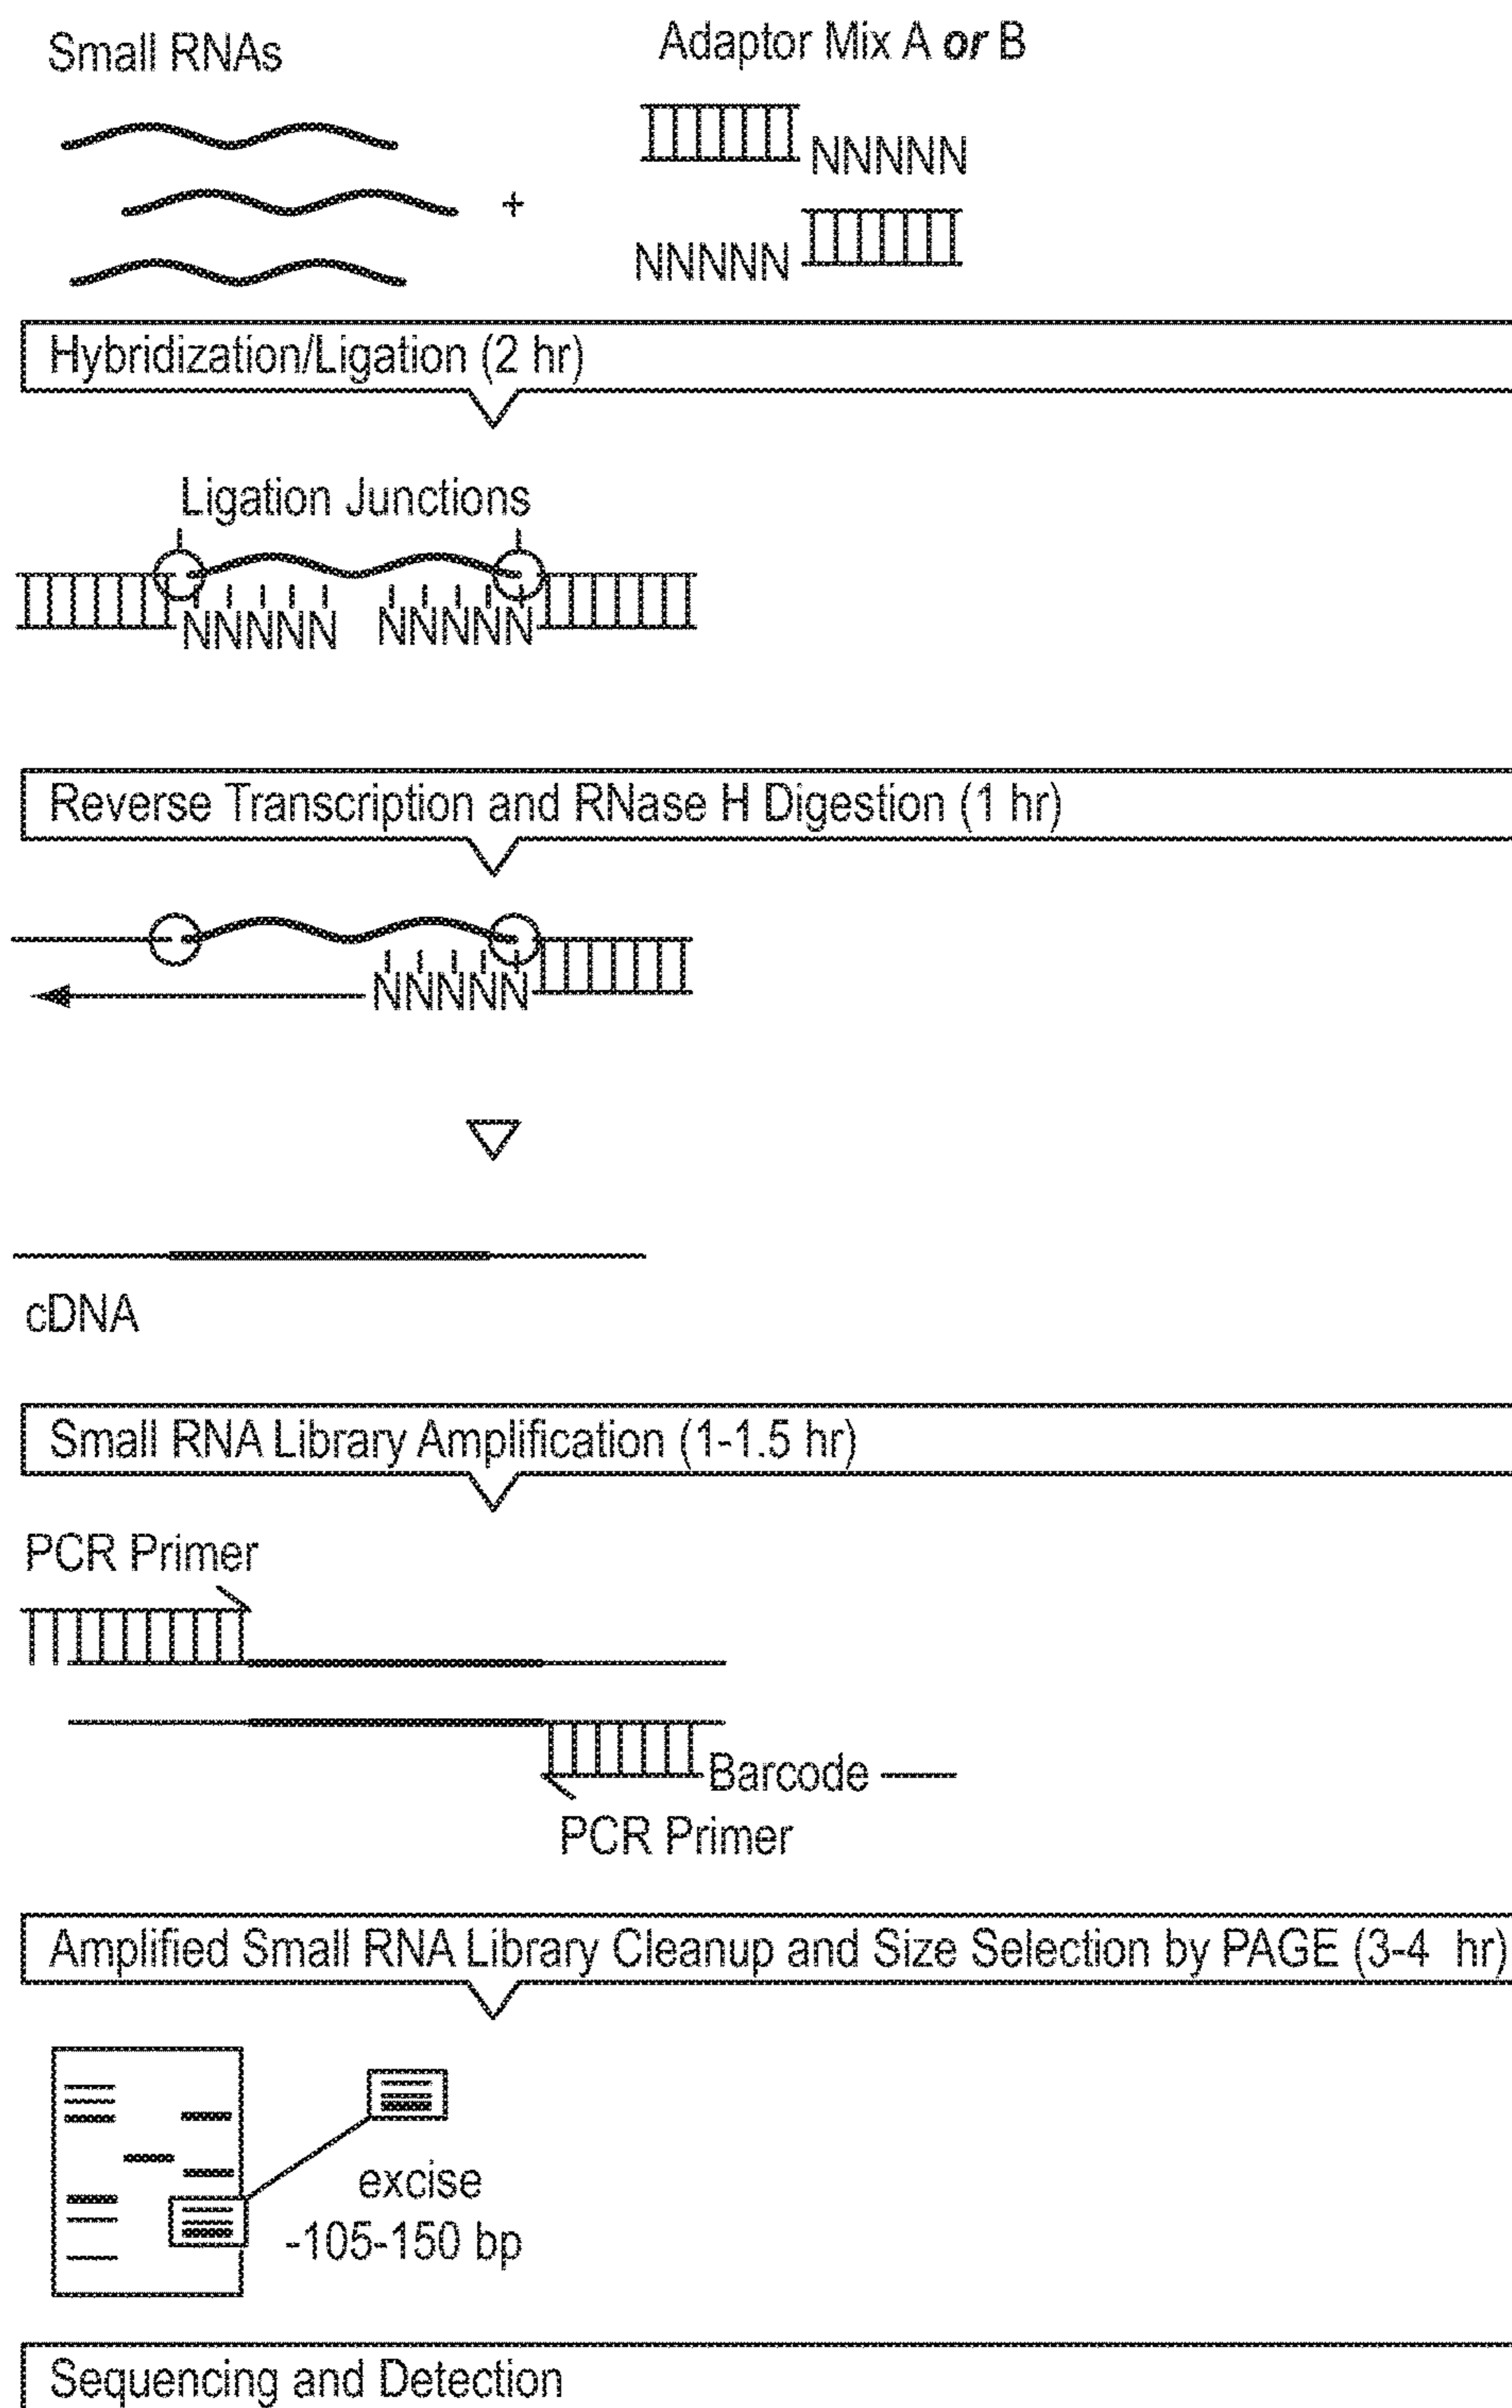 Small RNAs
Adaptor Mix A or B
NNNNN
+
NNNNN
Hybridization/Ligation (2 hr)
Ligation Junctions
NNNNN NNNNN
Reverse Transcription and RNase H Digestion (1 hr)
NNNNN
cDNA
Small RNA Library Amplification (1-1.5 hr)
PCR Primer
Barcode
PCR Primer
Amplified Small RNA Library Cleanup and Size Selection by PAGE (3-4 hr)
excise
-105-150 bp
Sequencing and Detection